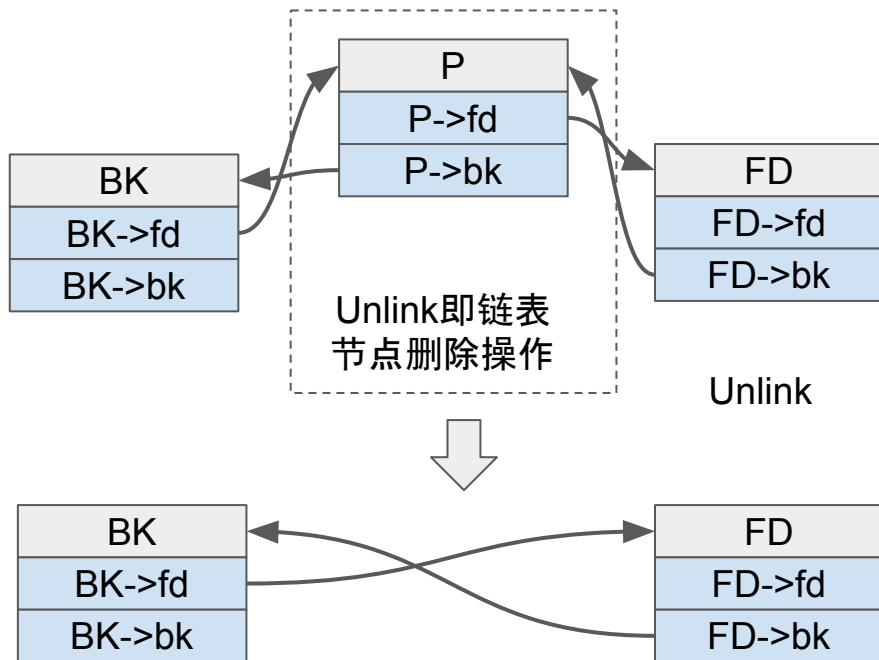 P
P->fd
P->bk
BK
BK->fd
BK->bk
FD
FD->fd
FD->bk
Unlink即链表
节点删除操作
Unlink
BK
BK->fd
BK->bk
FD
FD->fd
FD->bk